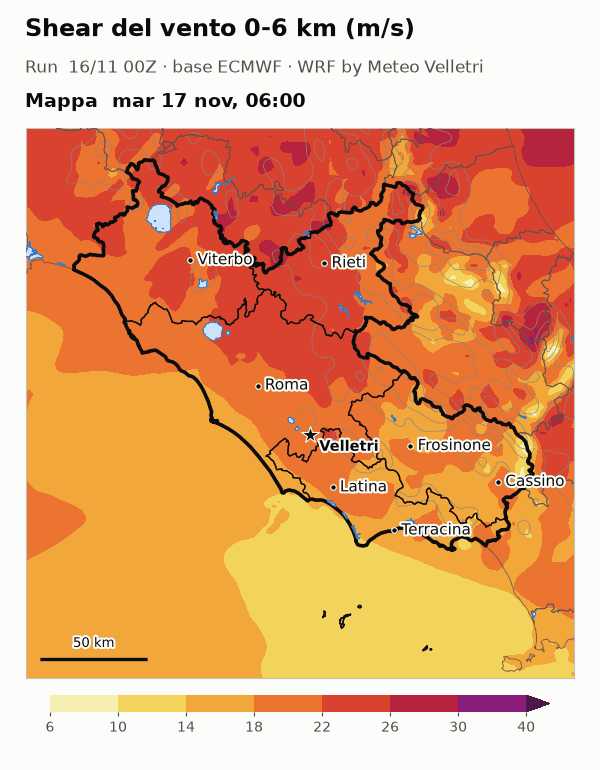 Shear del vento 0-6 km (m/s)
Run  16/11 00Z · base ECMWF · WRF by Meteo Velletri
Mappa  mar 17 nov, 06:00
Viterbo
Rieti
Roma
Velletri
Frosinone
Cassino
Latina
Terracina
50 km
6 10 14 18 22 26 30 40